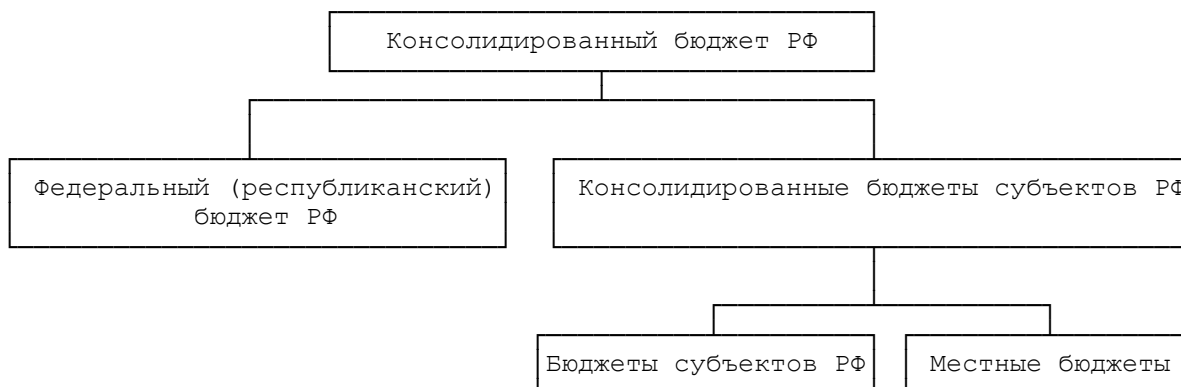 Консолидированный бюджет РФ
Федеральный (республиканский)
бюджет РФ
Консолидированные бюджеты субъектов РФ
Бюджеты субъектов РФ
Местные бюджеты